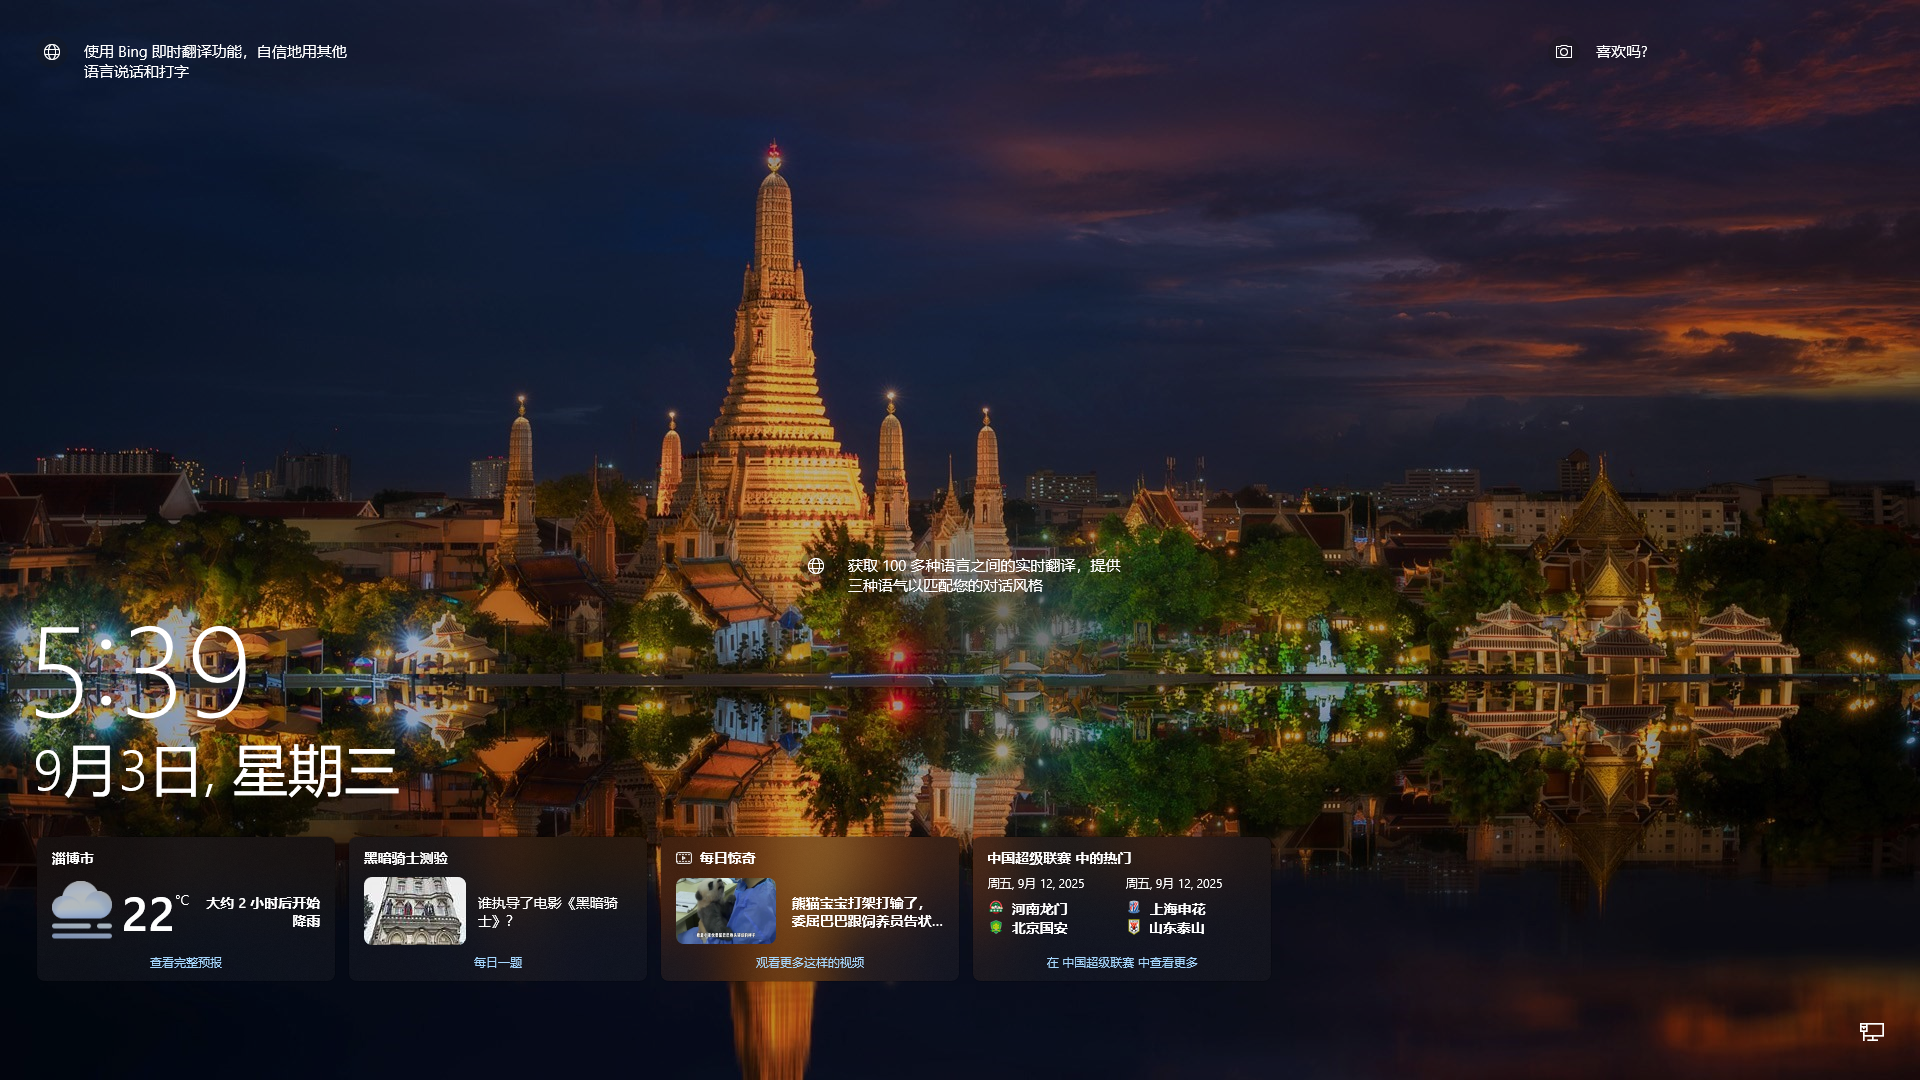 使用 Bing 即时翻译功能，自信地用其他
语言说话和打字
喜欢吗?
获取 100 多种语言之间的实时翻译，提供
三种语气以匹配您的对话风格
5:39
9月3日, 星期三
淄博市
22°C
大约 2 小时后开始
降雨
查看完整预报
黑暗骑士测验
谁执导了电影《黑暗骑
士》？
每日一题
每日惊奇
熊猫宝宝打架打输了，
委屈巴巴跟饲养员告状...
观看更多这样的视频
中国超级联赛 中的热门
周五, 9月 12, 2025
河南龙门
北京国安
周五, 9月 12, 2025
上海申花
山东泰山
在 中国超级联赛 中查看更多